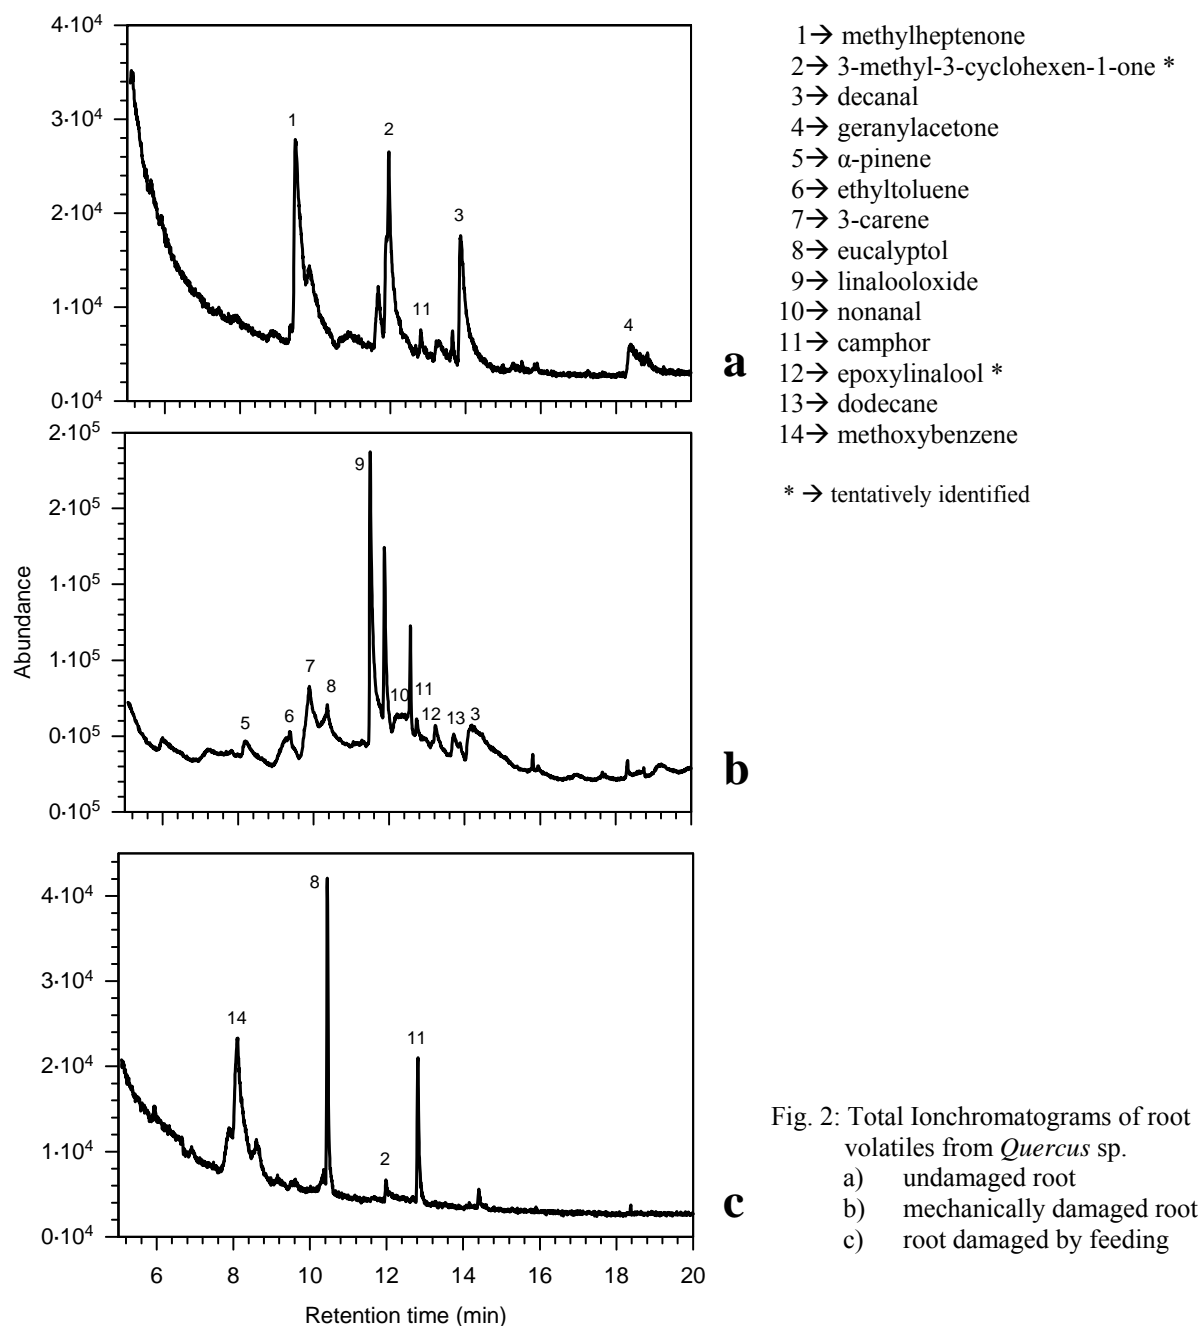 4·10⁴
3·10⁴
2·10⁴
1·10⁴
0·10⁴
1
2
3
11
4
a
1→ methylheptenone
2→ 3-methyl-3-cyclohexen-1-one *
3→ decanal
4→ geranylacetone
5→ α-pinene
6→ ethyltoluene
7→ 3-carene
8→ eucalyptol
9→ linalooloxide
10→ nonanal
11→ camphor
12→ epoxylinalool *
13→ dodecane
14→ methoxybenzene
* → tentatively identified
Abundance
2·10⁵
2·10⁵
1·10⁵
1·10⁵
0·10⁵
0·10⁵
5
6
7
8
9
10
11
12
13
3
b
4·10⁴
3·10⁴
2·10⁴
1·10⁴
0·10⁴
14
8
2
11
c
6 8 10 12 14 16 18 20
Retention time (min)
Fig. 2: Total Ionchromatograms of root
volatiles from Quercus sp.
a) undamaged root
b) mechanically damaged root
c) root damaged by feeding